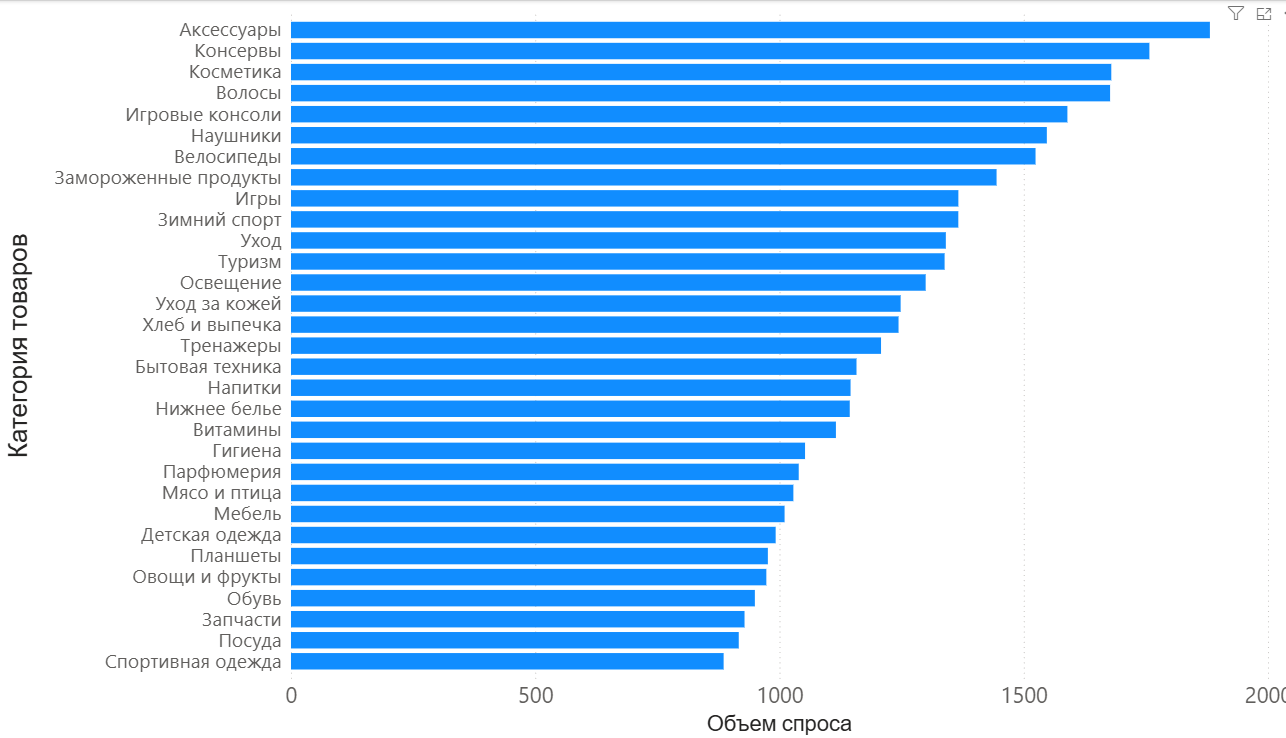 Аксессуары
Консервы
Косметика
Волосы
Игровые консоли
Наушники
Велосипеды
Замороженные продукты
Игры
Зимний спорт
Уход
Туризм
Освещение
Уход за кожей
Хлеб и выпечка
Тренажеры
Бытовая техника
Напитки
Нижнее белье
Витамины
Гигиена
Парфюмерия
Мясо и птица
Мебель
Детская одежда
Планшеты
Овощи и фрукты
Обувь
Запчасти
Посуда
Спортивная одежда
Категория товаров
0 500 1000 1500 2000
Объем спроса